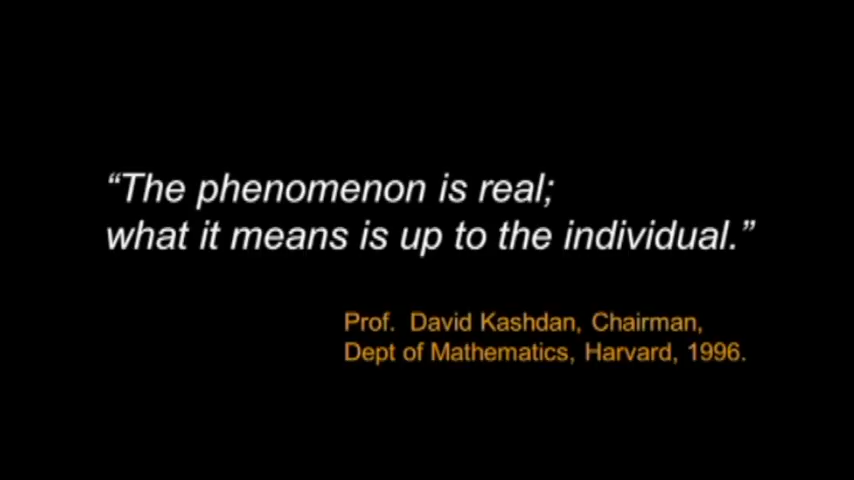 “The phenomenon is real;
what it means is up to the individual.”
Prof. David Kashdan, Chairman,
Dept of Mathematics, Harvard, 1996.